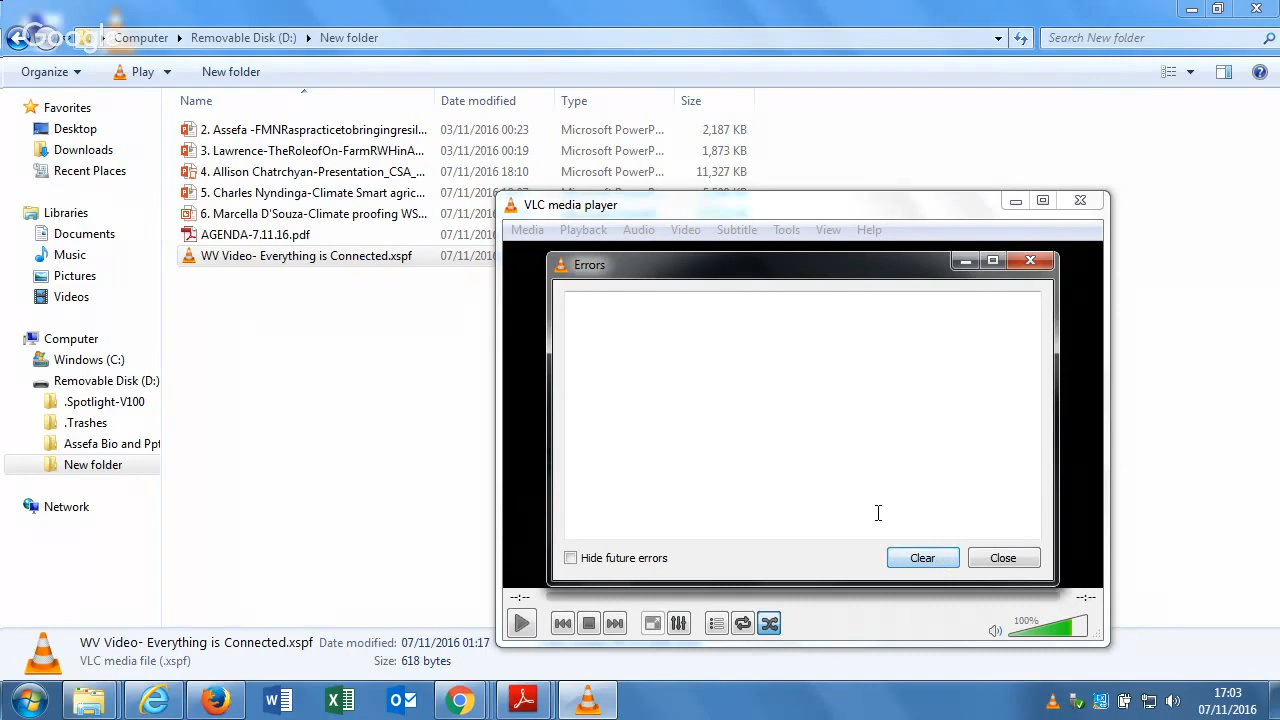 Google
Computer
Removable Disk (D:)
New folder
Search New folder
Organize
Play
New folder
Name
Date modified
Type
Size
Favorites
Desktop
Downloads
Recent Places
Libraries
Documents
Music
Pictures
Videos
Computer
Windows (C:)
Removable Disk (D:)
.Spotlight-V100
.Trashes
Assefa Bio and Ppt
New folder
Network
2. Assefa -FMNRaspracticetobringingresil... 03/11/2016 00:23 Microsoft PowerP... 2,187 KB
3. Lawrence-TheRoleofOn-FarmRWHinA... 03/11/2016 00:19 Microsoft PowerP... 1,873 KB
4. Allison Chatrchyan-Presentation_CSA_... 07/11/2016 18:10 Microsoft PowerP... 11,327 KB
5. Charles Nyndinga-Climate Smart agric...
6. Marcella D'Souza-Climate proofing WS... 07/11
AGENDA-7.11.16.pdf 07/11
WV Video- Everything is Connected.xspf 07/11
VLC media player
Media Playback Audio Video Subtitle Tools View Help
Errors
Hide future errors
Clear
Close
--:--
--:--
100%
WV Video- Everything is Connected.xspf Date modified: 07/11/2016 01:17
VLC media file (.xspf) Size: 618 bytes
17:03
07/11/2016